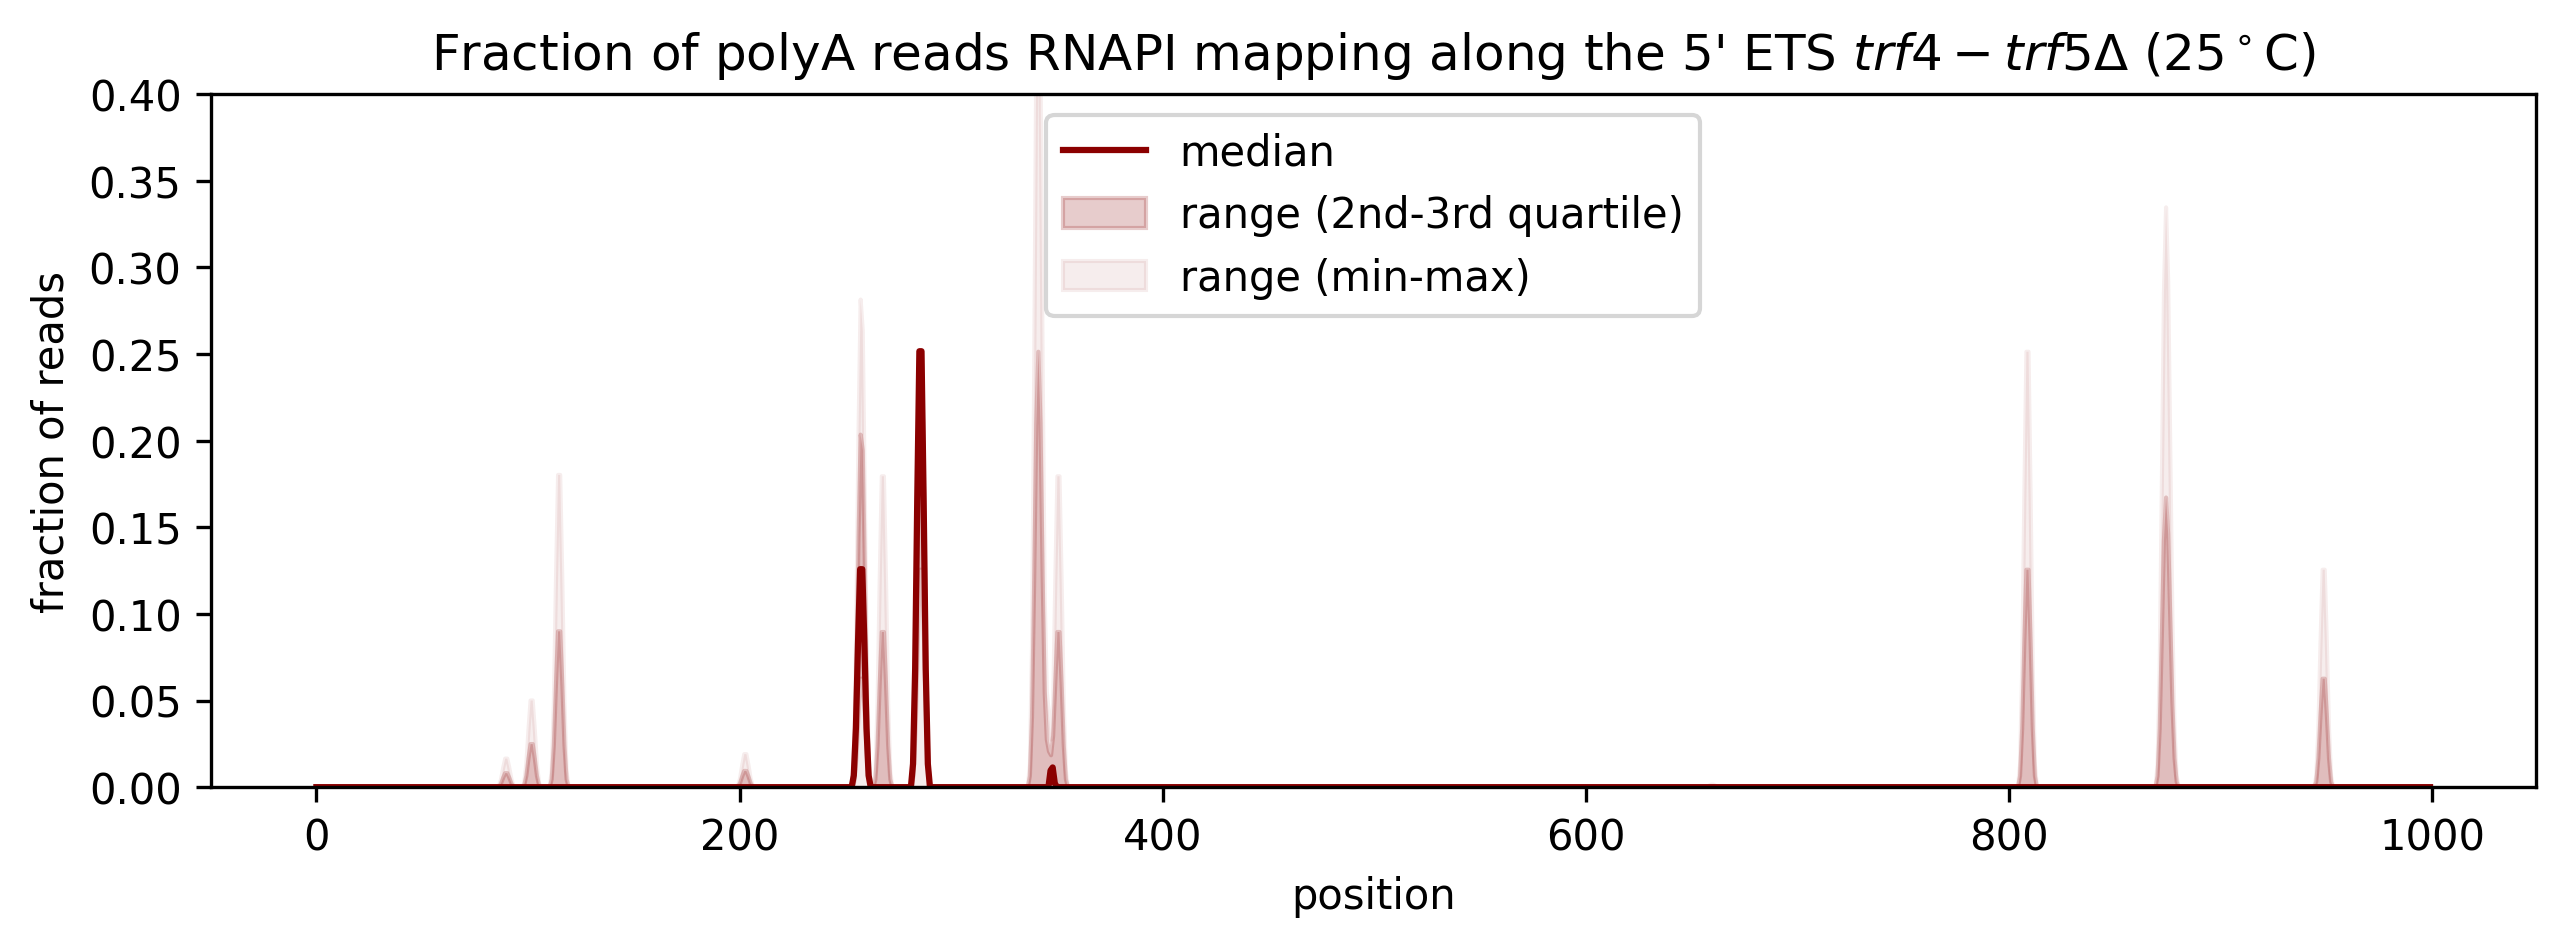 Fraction of polyA reads RNAPI mapping along the 5' ETS trf4 − trf5Δ (25°C)
0.40
0.35
0.30
0.25
0.20
0.15
0.10
0.05
0.00
fraction of reads
median
range (2nd-3rd quartile)
range (min-max)
0 200 400 600 800 1000
position